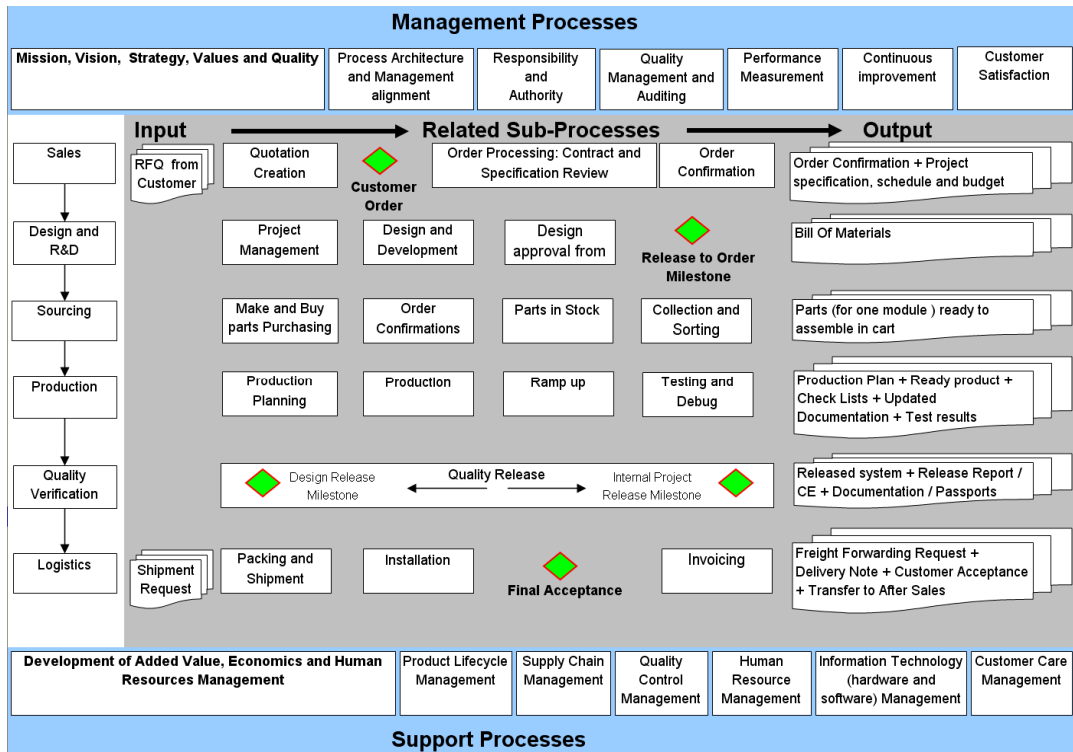 Management Processes
Mission, Vision, Strategy, Values and Quality
Process Architecture
and Management
alignment
Responsibility
and
Authority
Quality
Management and
Auditing
Performance
Measurement
Continuous
improvement
Customer
Satisfaction
Input
Related Sub-Processes
Output
Sales
RFQ from
Customer
Quotation
Creation
Customer
Order
Order Processing: Contract and
Specification Review
Order
Confirmation
Order Confirmation + Project
specification, schedule and budget
Design and
R&D
Project
Management
Design and
Development
Design
approval from
Release to Order
Milestone
Bill Of Materials
Sourcing
Make and Buy
parts Purchasing
Order
Confirmations
Parts in Stock
Collection and
Sorting
Parts (for one module ) ready to
assemble in cart
Production
Production
Planning
Production
Ramp up
Testing and
Debug
Production Plan + Ready product +
Check Lists + Updated
Documentation + Test results
Quality
Verification
Design Release
Milestone
Quality Release
Internal Project
Release Milestone
Released system + Release Report /
CE + Documentation / Passports
Logistics
Shipment
Request
Packing and
Shipment
Installation
Final Acceptance
Invoicing
Freight Forwarding Request +
Delivery Note + Customer Acceptance
+ Transfer to After Sales
Development of Added Value, Economics and Human
Resources Management
Product Lifecycle
Management
Supply Chain
Management
Quality
Control
Management
Human
Resource
Management
Information Technology
(hardware and
software) Management
Customer Care
Management
Support Processes